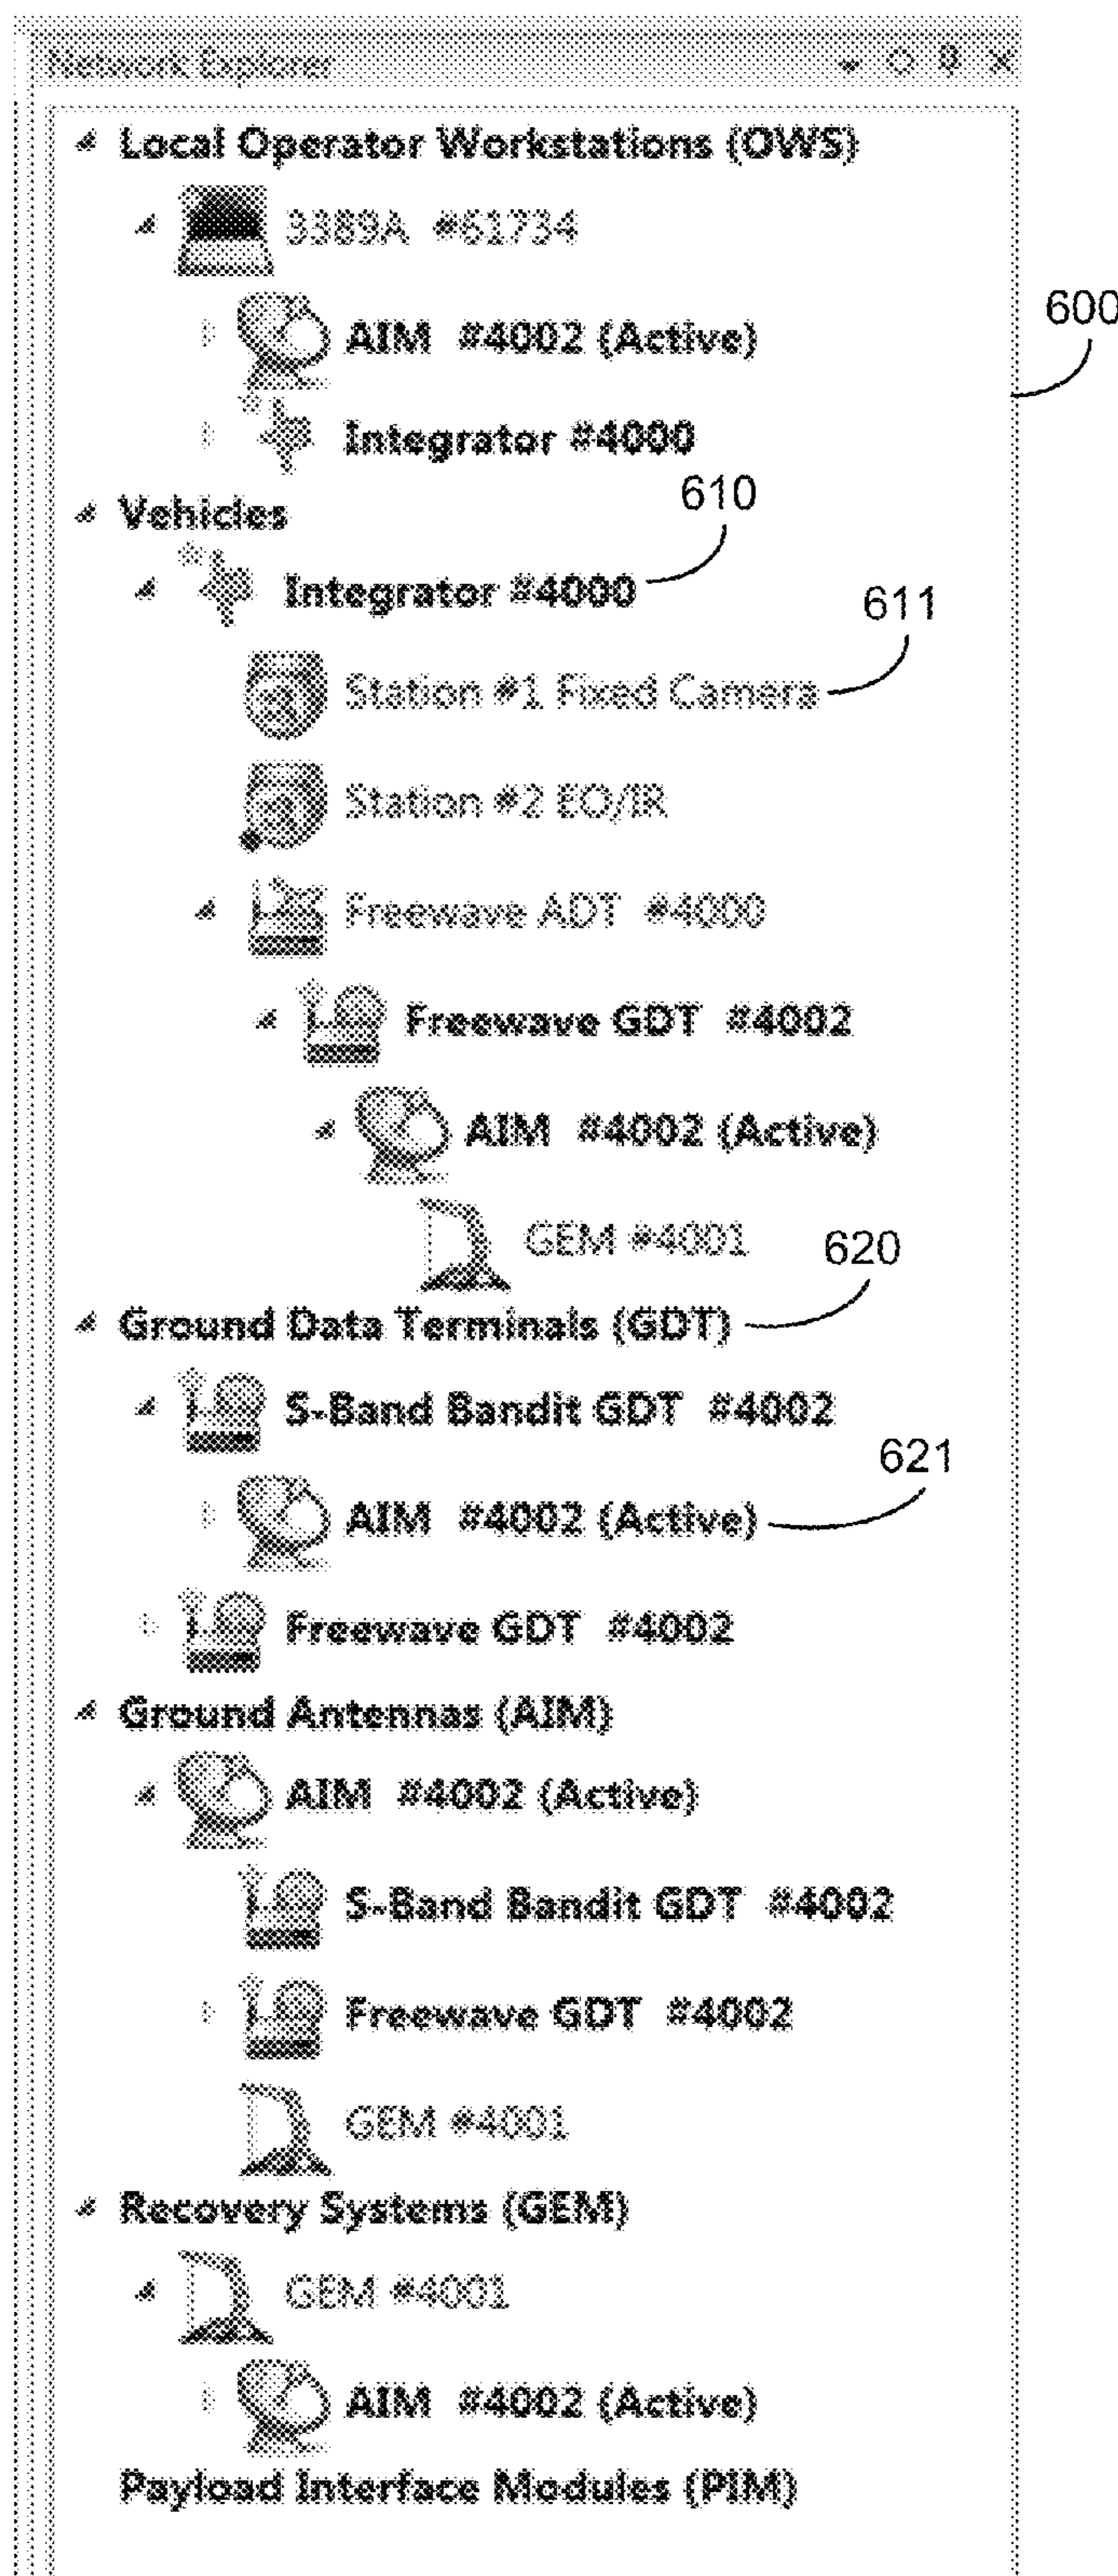 Network Explorer
Local Operator Workstations (OWS)
3389A #61734
600
AIM #4002 (Active)
Integrator #4000
Vehicles
610
Integrator #4000
611
Station #1 Fixed Camera
Station #2 EO/IR
Freewave ADT #4000
Freewave GDT #4002
AIM #4002 (Active)
GEM #4001
620
Ground Data Terminals (GDT)
S-Band Bandit GDT #4002
621
AIM #4002 (Active)
Freewave GDT #4002
Ground Antennas (AIM)
AIM #4002 (Active)
S-Band Bandit GDT #4002
Freewave GDT #4002
GEM #4001
Recovery Systems (GEM)
GEM #4001
AIM #4002 (Active)
Payload Interface Modules (PIM)